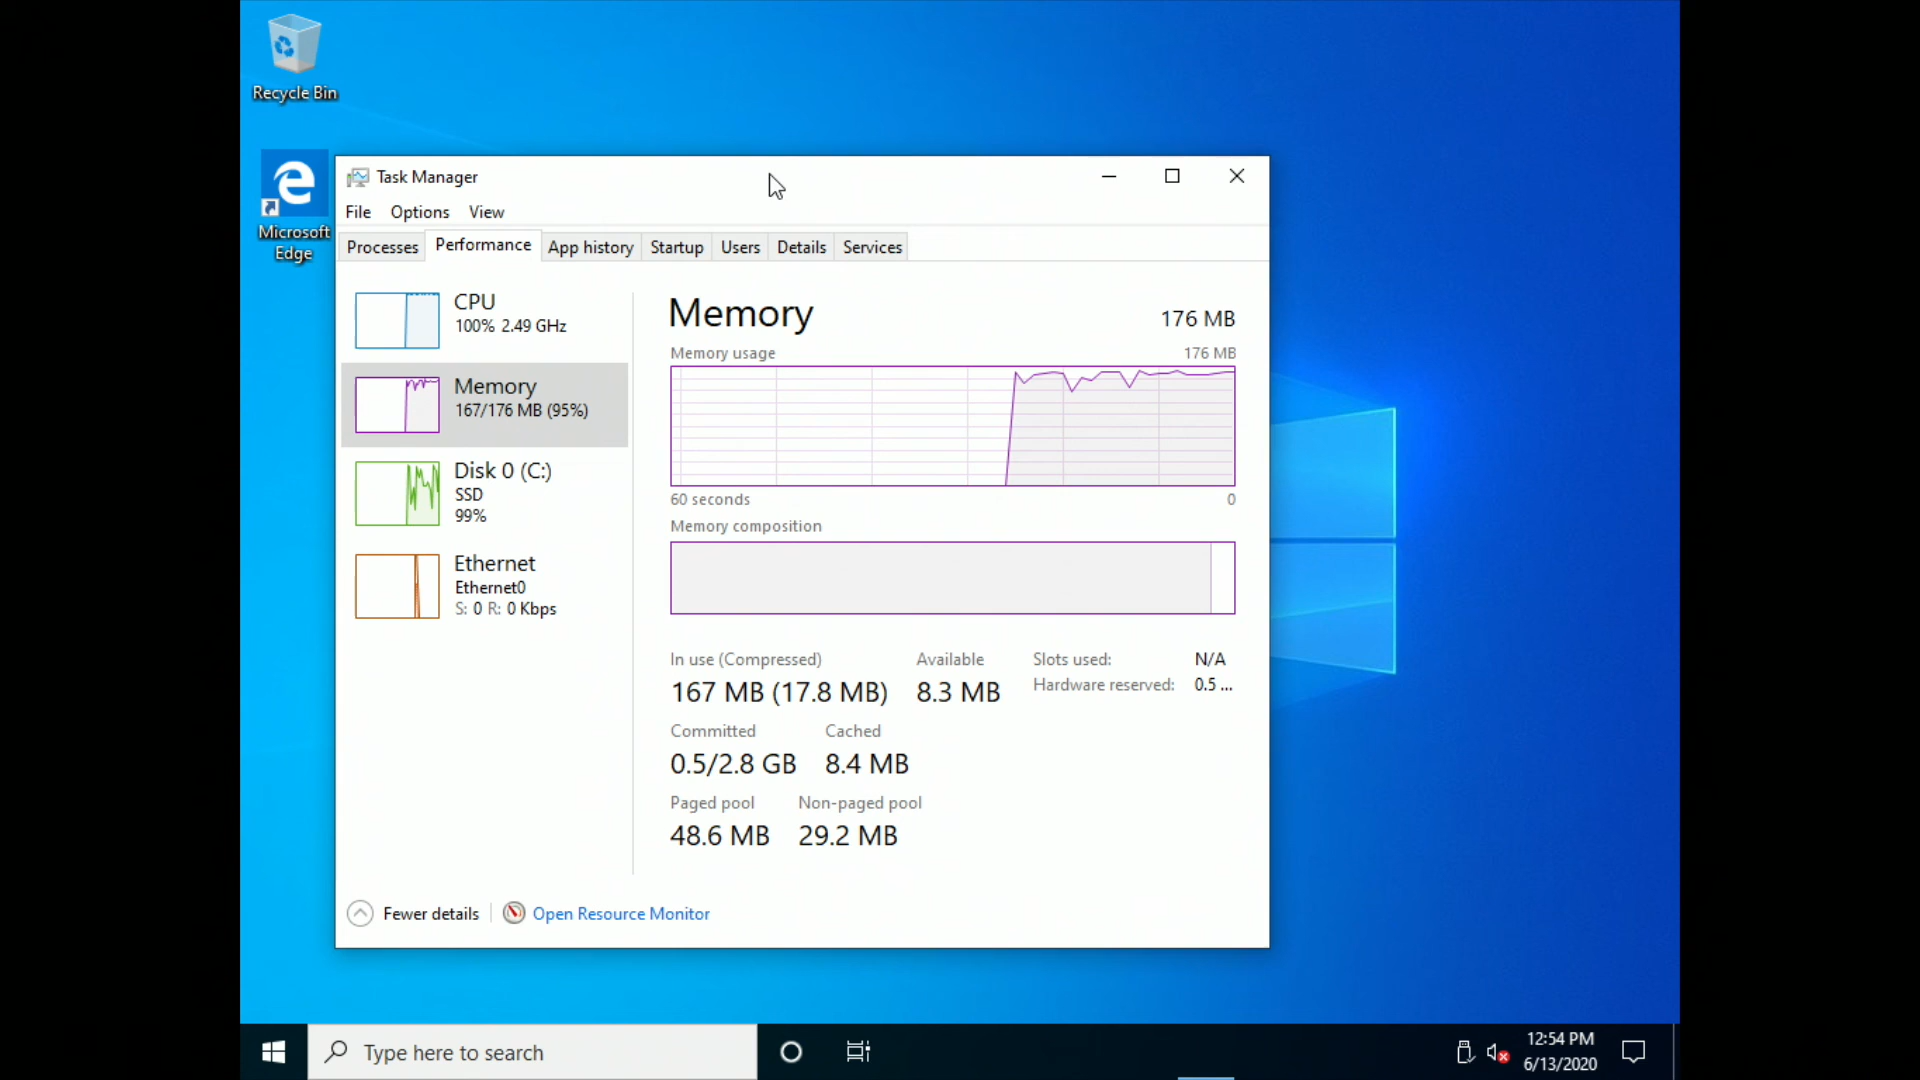 Recycle Bin
Microsoft
Edge
Task Manager
File Options View
Processes Performance App history Startup Users Details Services
CPU
100% 2.49 GHz
Memory
167/176 MB (95%)
Disk 0 (C:)
SSD
99%
Ethernet
Ethernet0
S: 0 R: 0 Kbps
Memory 176 MB
Memory usage 176 MB
60 seconds 0
Memory composition
In use (Compressed) Available Slots used: N/A
167 MB (17.8 MB) 8.3 MB Hardware reserved: 0.5 ...
Committed Cached
0.5/2.8 GB 8.4 MB
Paged pool Non-paged pool
48.6 MB 29.2 MB
Fewer details Open Resource Monitor
Type here to search
12:54 PM
6/13/2020